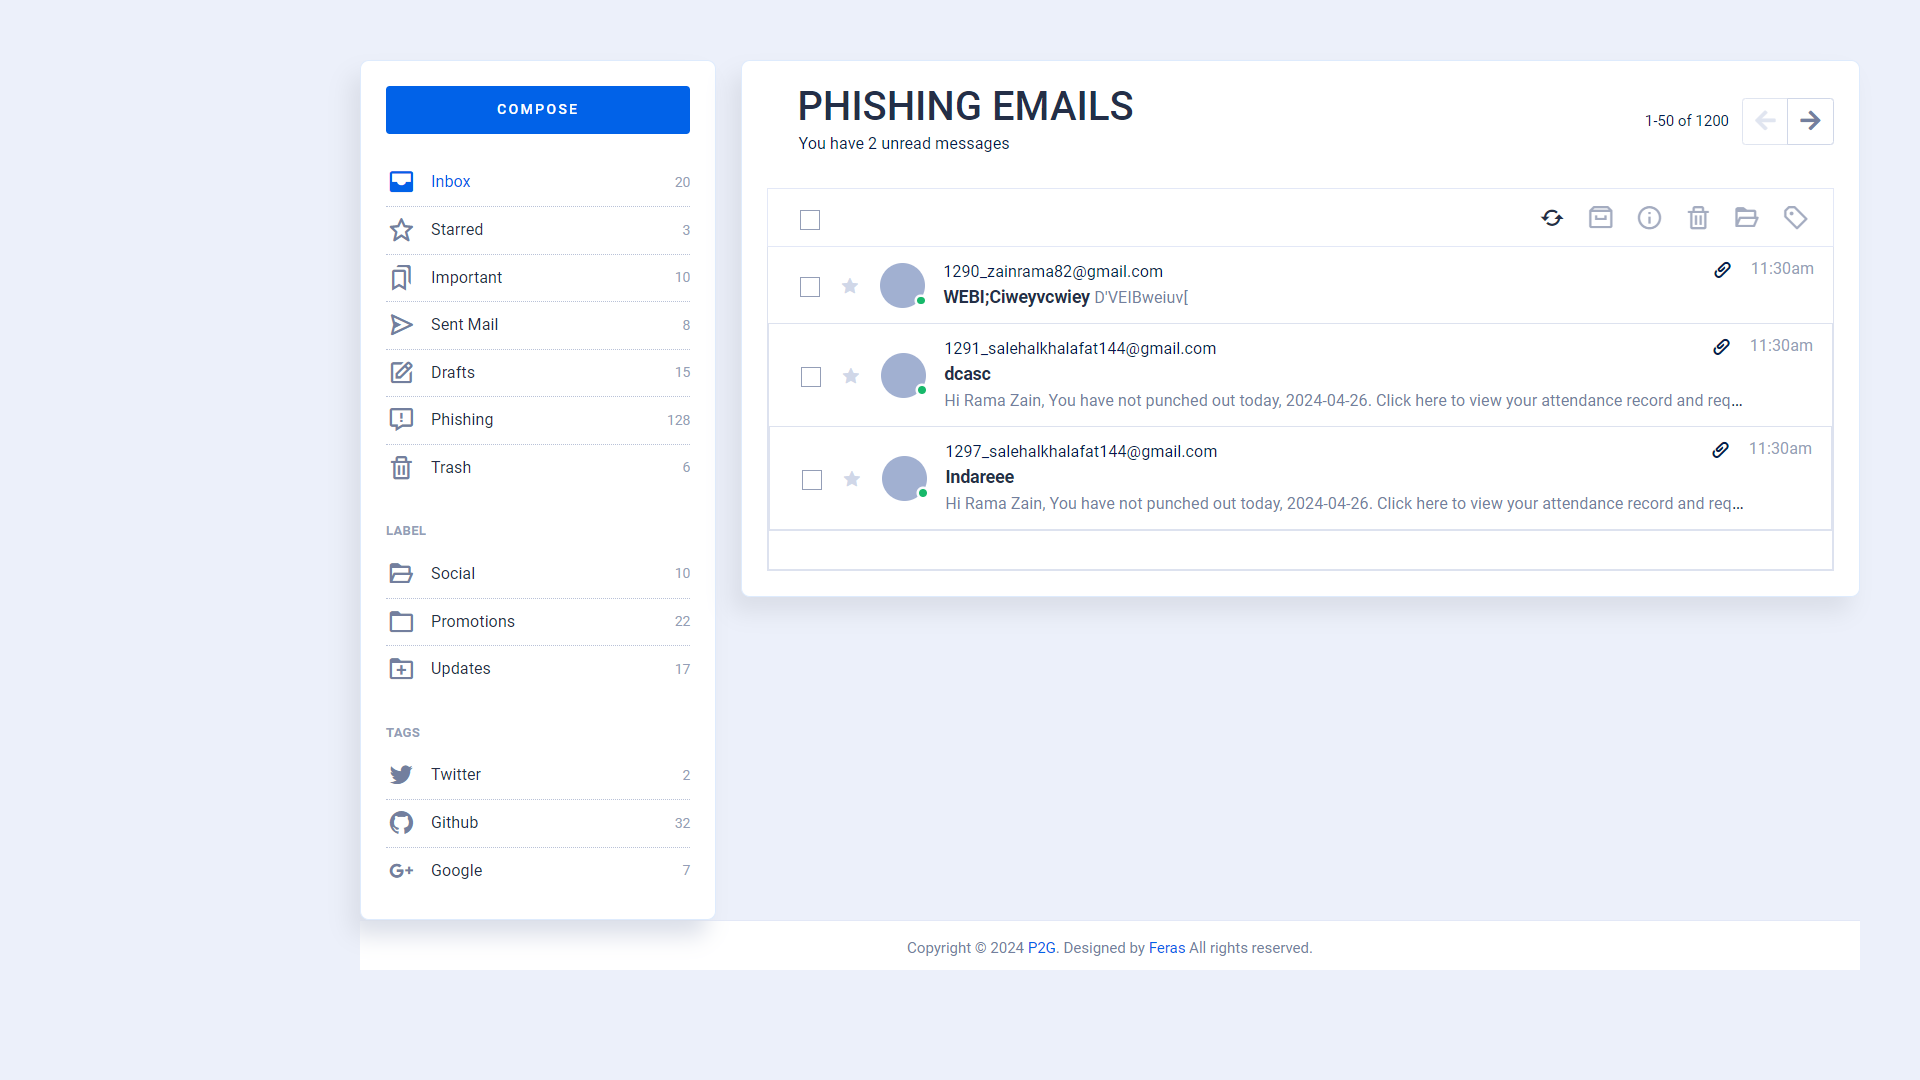 COMPOSE
Inbox 20
Starred 3
Important 10
Sent Mail 8
Drafts 15
Phishing 128
Trash 6
LABEL
Social 10
Promotions 22
Updates 17
TAGS
Twitter 2
Github 32
Google 7
PHISHING EMAILS
You have 2 unread messages
1-50 of 1200
1290_zainrama82@gmail.com 11:30am
WEBI;Ciweyvcwiey D'VEIBweiuv[
1291_salehalkhalafat144@gmail.com 11:30am
dcasc
Hi Rama Zain, You have not punched out today, 2024-04-26. Click here to view your attendance record and req...
1297_salehalkhalafat144@gmail.com 11:30am
Indareee
Hi Rama Zain, You have not punched out today, 2024-04-26. Click here to view your attendance record and req...
Copyright © 2024 P2G. Designed by Feras All rights reserved.